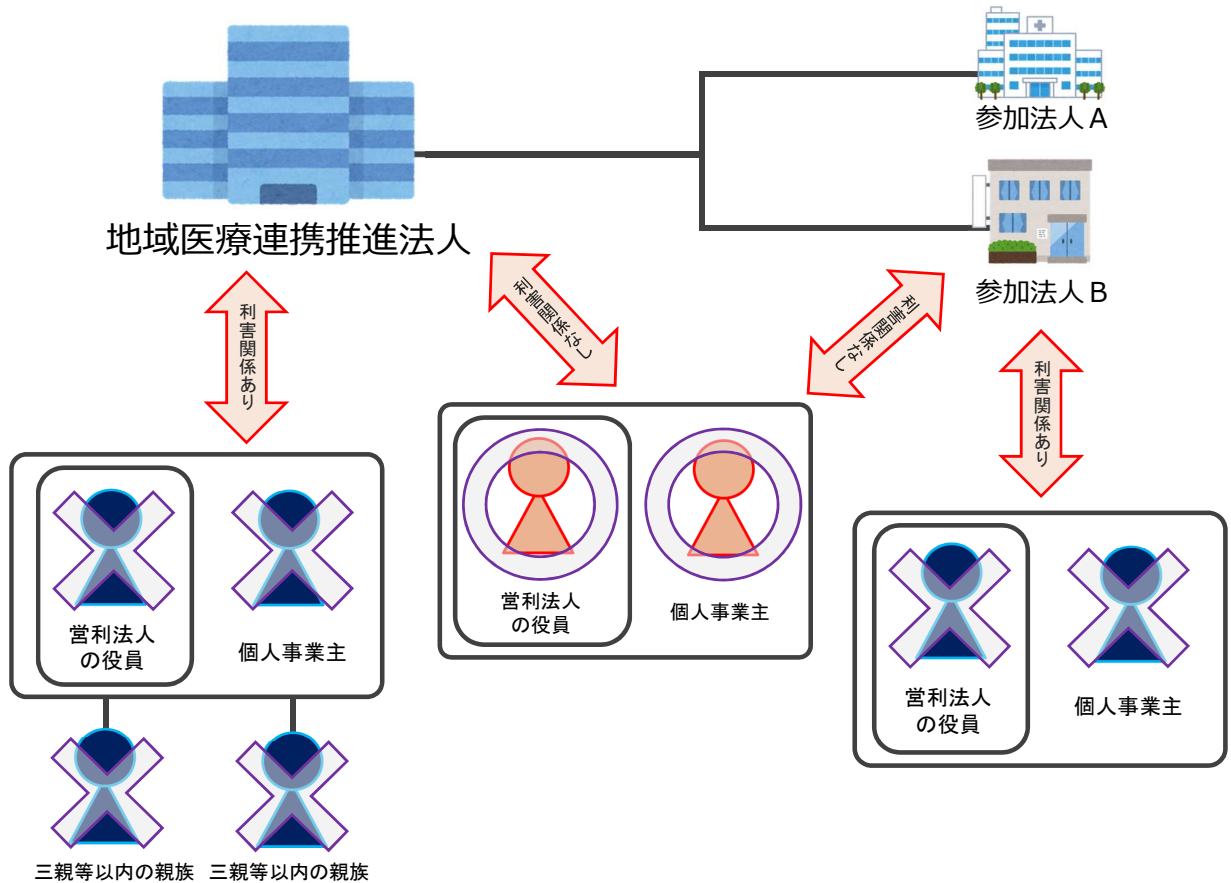 参加法人A
地域医療連携推進法人
参加法人B
利害関係あり
利害関係なし
利害関係なし
利害関係あり
営利法人
の役員
個人事業主
営利法人
の役員
個人事業主
営利法人
の役員
個人事業主
三親等以内の親族
三親等以内の親族